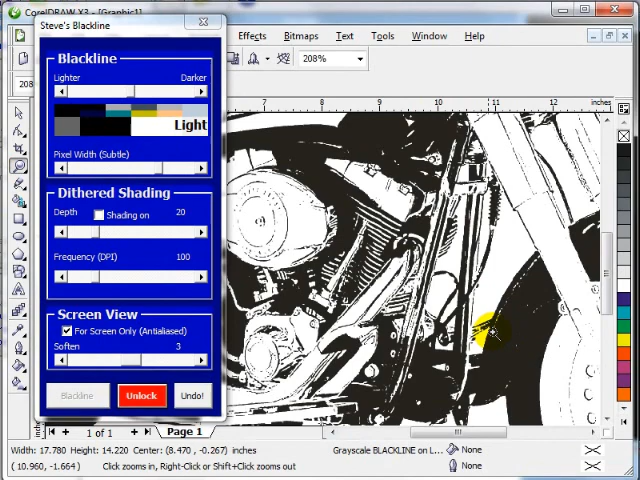 CorelDRAW X3 - [Graphic1]
Steve's Blackline
Effects Bitmaps Text Tools Window Help
208%
208
7 8 9 10 11 12 inches
Blackline
Lighter Darker
Light
Pixel Width (Subtle)
Dithered Shading
Depth Shading on 20
Frequency (DPI) 100
Screen View
For Screen Only (Antialiased)
Soften 3
Blackline Unlock Undo!
1 of 1 Page 1
Width: 17.780 Height: 14.220 Center: (8.470, -0.267) inches Grayscale BLACKLINE on L... None
( 10.960, -1.664) Click zooms in, Right-Click or Shift+Click zooms out None